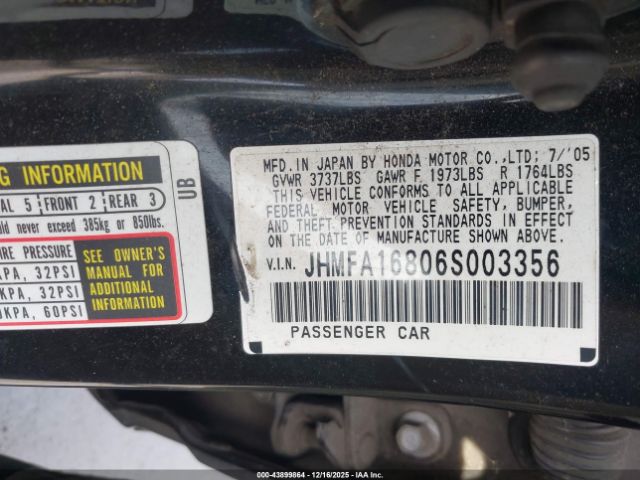 G INFORMATION
AL 5 FRONT 2 REAR 3
uld never exceed 385kg or 850lbs.
IRE PRESSURE
KPA, 32PSI
KPA, 32PSI
KPA, 60PSI
SEE OWNER'S
MANUAL FOR
ADDITIONAL
INFORMATION
UB
MFD. IN JAPAN BY HONDA MOTOR CO., LTD; 7/'05
GVWR 3737LBS GAWR F 1973LBS R 1764LBS
THIS VEHICLE CONFORMS TO ALL APPLICABLE
FEDERAL MOTOR VEHICLE SAFETY, BUMPER,
AND THEFT PREVENTION STANDARDS IN EFFECT
ON THE DATE OF MANUFACTURE SHOWN ABOVE.
V.I.N. JHMFA16806S003356
PASSENGER CAR
000-43899864 | 12/16/2025 | IAA, Inc.